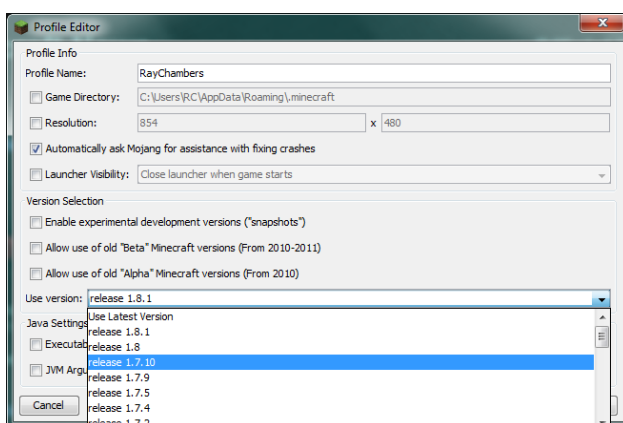 Profile Editor
Profile Info
Profile Name: RayChambers
Game Directory: C:\Users\RC\AppData\Roaming\.minecraft
Resolution: 854 x 480
Automatically ask Mojang for assistance with fixing crashes
Launcher Visibility: Close launcher when game starts
Version Selection
Enable experimental development versions ("snapshots")
Allow use of old "Beta" Minecraft versions (From 2010-2011)
Allow use of old "Alpha" Minecraft versions (From 2010)
Use version: release 1.8.1
Use Latest Version
Java Settings
release 1.8.1
release 1.8
release 1.7.10
release 1.7.9
JVM
release 1.7.5
Cancel
release 1.7.4